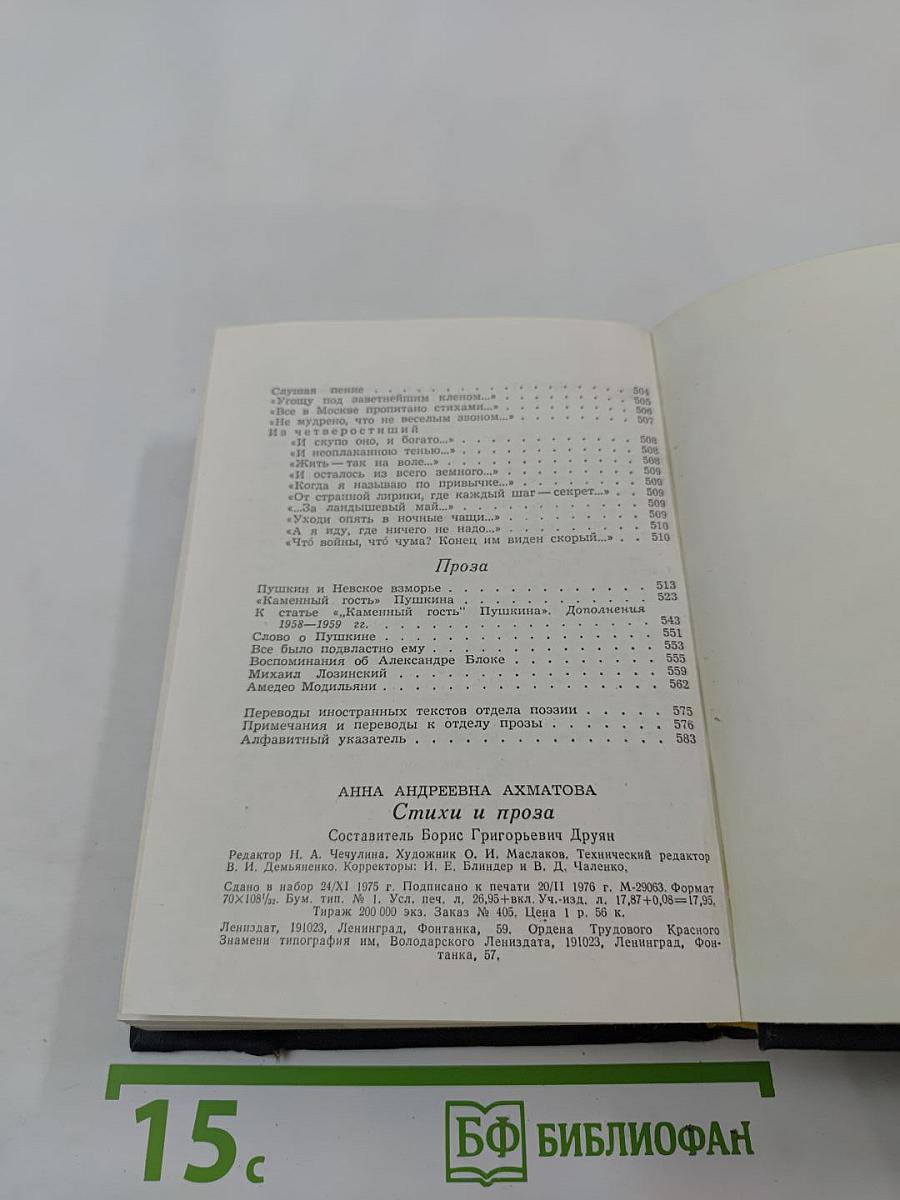 Слушая пение . . . . . . . . . . . . . . . . . . 504
«Угощу под заветнейшим кленом...» . . . . . . . . . 505
«Все в Москве пропитано стихами...» . . . . . . . . 506
«Не мудрено, что не веселым звоном...» . . . . . . . 507
Из четверостиший
«И скупо оно, и богато...» . . . . . . . . . . . 508
«И неоплаканною тенью...» . . . . . . . . . . . 508
«Жить — так на воле...» . . . . . . . . . . . . 508
«И осталось из всего земного...» . . . . . . . . 509
«Когда я называю по привычке...» . . . . . . . . 509
«От странной лирики, где каждый шаг — секрет...» . . 509
«...За ландышевый май...» . . . . . . . . . . . 509
«Уходи опять в ночные чащи...» . . . . . . . . . 509
«А я иду, где ничего не надо...» . . . . . . . . 510
«Что́ войны, что́ чума? Конец им виден скорый...» . . 510
Проза
Пушкин и Невское взморье . . . . . . . . . . . . . 513
«Каменный гость» Пушкина . . . . . . . . . . . . . 523
К статье «„Каменный гость“ Пушкина». Дополнения
1958—1959 гг. . . . . . . . . . . . . . . . . . 543
Слово о Пушкине . . . . . . . . . . . . . . . . . 551
Все было подвластно ему . . . . . . . . . . . . . . 553
Воспоминания об Александре Блоке . . . . . . . . . . 555
Михаил Лозинский . . . . . . . . . . . . . . . . . 559
Амедео Модильяни . . . . . . . . . . . . . . . . . 562
Переводы иностранных текстов отдела поэзии . . . . . . 575
Примечания и переводы к отделу прозы . . . . . . . . 576
Алфавитный указатель . . . . . . . . . . . . . . . 583
АННА АНДРЕЕВНА АХМАТОВА
Стихи и проза
Составитель Борис Григорьевич Друян
Редактор Н. А. Чечулина. Художник О. И. Маслаков. Технический редактор
В. И. Демьяненко. Корректоры: И. Е. Блиндер и В. Д. Чаленко.
Сдано в набор 24/XI 1975 г. Подписано к печати 20/II 1976 г. М-29063. Формат
70×108¹/₃₂. Бум. тип. № 1. Усл. печ. л. 26,95+вкл. Уч.-изд. л. 17,87+0,08=17,95.
Тираж 200 000 экз. Заказ № 405. Цена 1 р. 56 к.
Лениздат, 191023, Ленинград, Фонтанка, 59. Ордена Трудового Красного
Знамени типография им. Володарского Лениздата, 191023, Ленинград, Фон-
танка, 57.
15 с
БФ БИБЛИОФАН